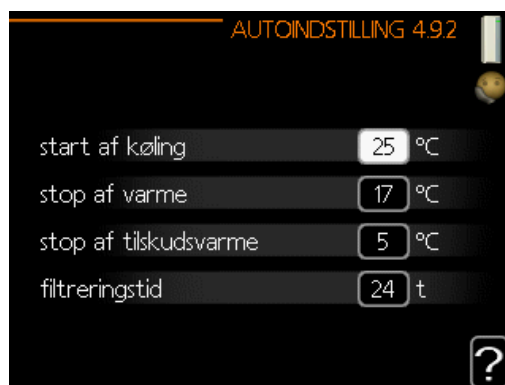 AUTOINDSTILLING 4.9.2
start af køling 25 °C
stop af varme 17 °C
stop af tilskudsvarme 5 °C
filtreringstid 24 t
?